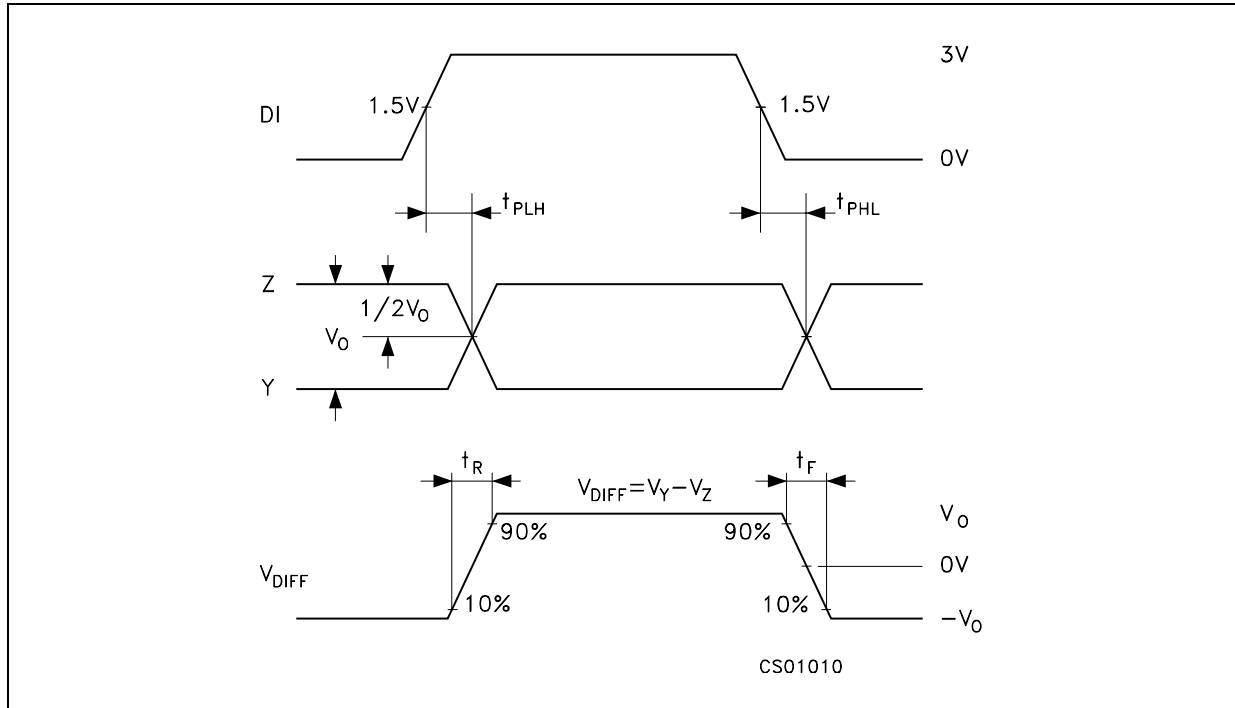 3V
DI 1.5V 1.5V
0V
tPLH tPHL
Z
1/2VO
VO
Y
tR tF
VDIFF=VY−VZ
VO
90% 90%
0V
VDIFF
10% 10%
−VO
CS01010